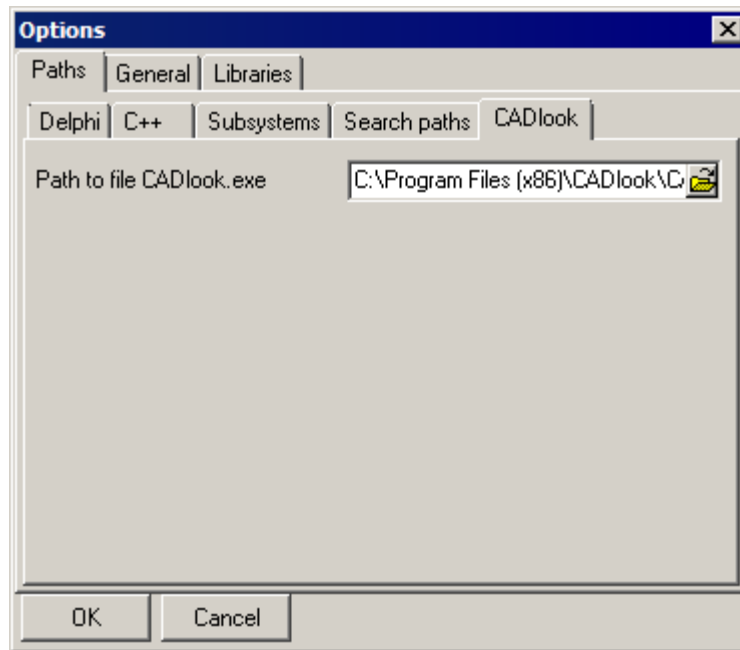 Options
Paths General Libraries
Delphi C++ Subsystems Search paths CADlook
Path to file CADlook.exe C:\Program Files (x86)\CADlook\C
OK Cancel